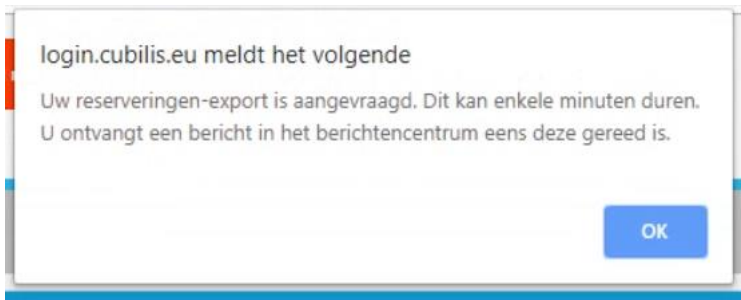 login.cubilis.eu meldt het volgende
Uw reserveringen-export is aangevraagd. Dit kan enkele minuten duren.
U ontvangt een bericht in het berichtencentrum eens deze gereed is.
OK